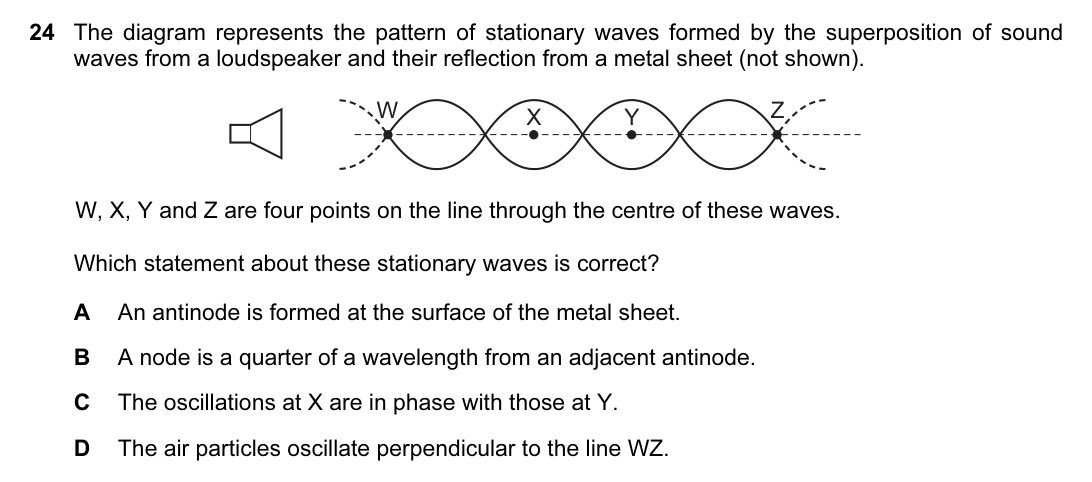 24 The diagram represents the pattern of stationary waves formed by the superposition of sound
waves from a loudspeaker and their reflection from a metal sheet (not shown).
W X Y Z
W, X, Y and Z are four points on the line through the centre of these waves.
Which statement about these stationary waves is correct?
A An antinode is formed at the surface of the metal sheet.
B A node is a quarter of a wavelength from an adjacent antinode.
C The oscillations at X are in phase with those at Y.
D The air particles oscillate perpendicular to the line WZ.